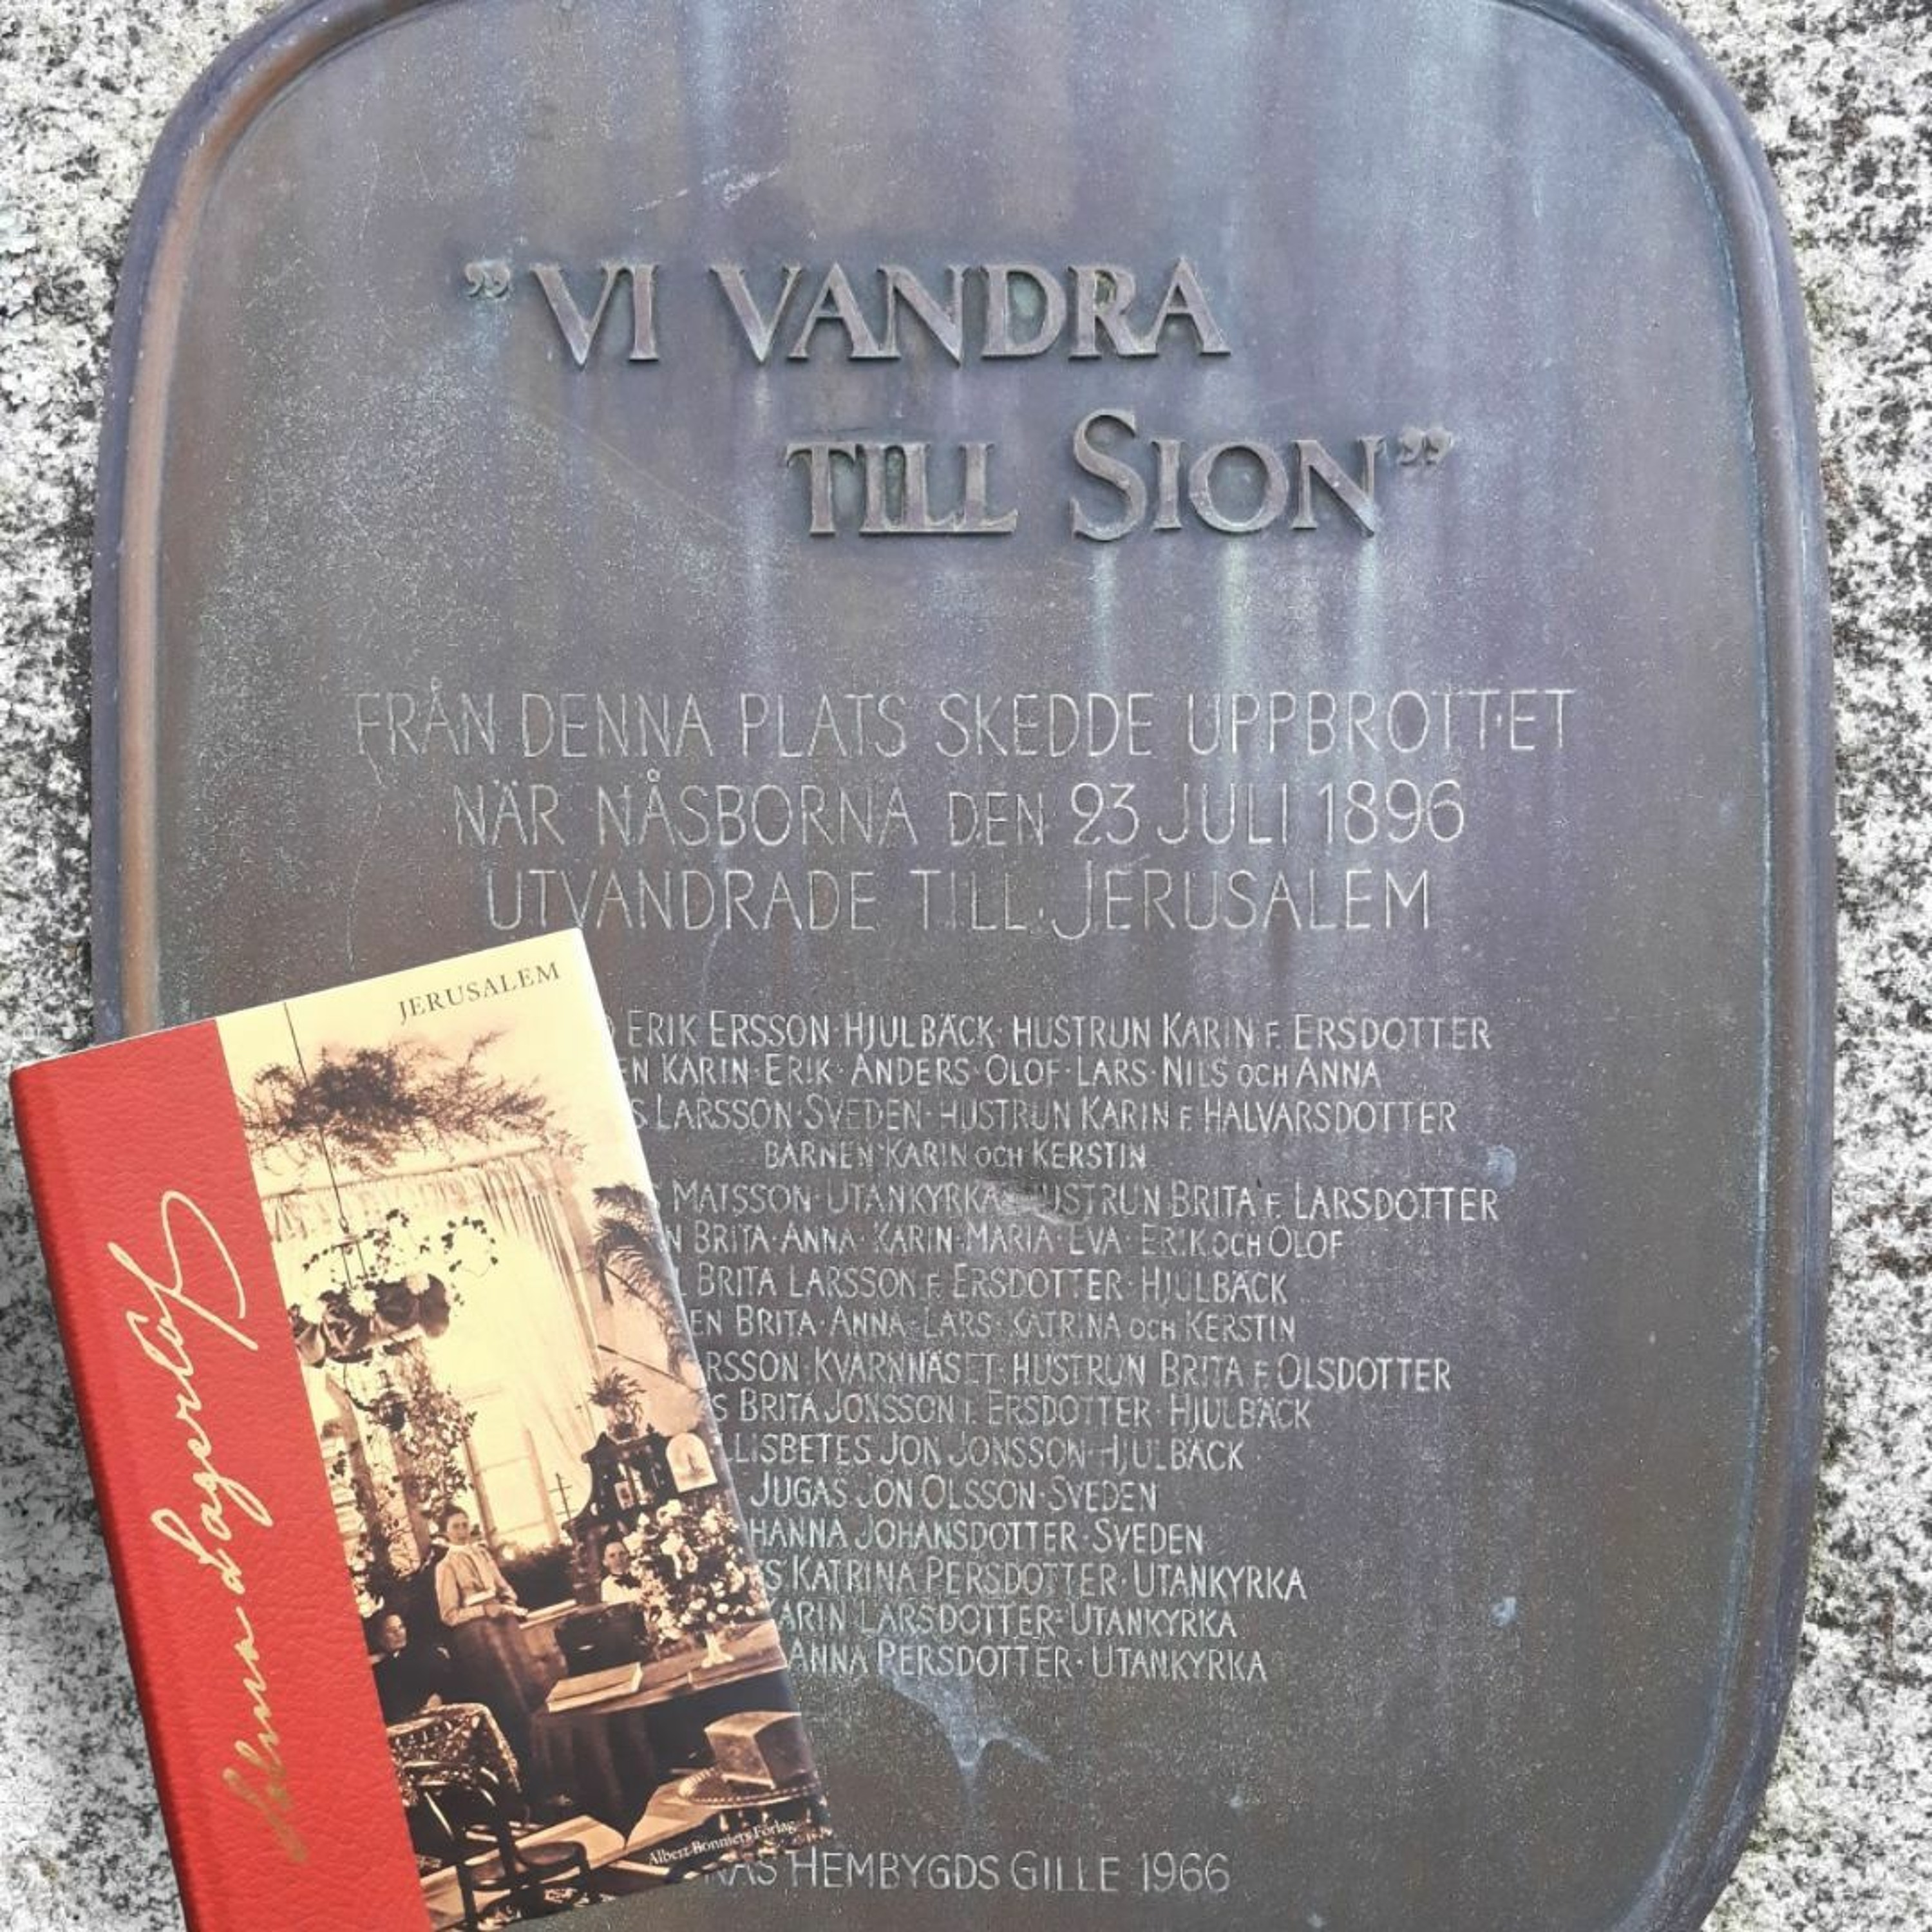 "VI VANDRA
TILL SION"
FRÅN DENNA PLATS SKEDDE UPPBROTTET
NÄR NÅSBORNA DEN 23 JULI 1896
UTVANDRADE TILL JERUSALEM
ERIK ERSSON·HJULBÄCK·HUSTRUN KARIN F. ERSDOTTER
KARIN·ERIK·ANDERS·OLOF·LARS·NILS OCH ANNA
LARSSON·SVEDEN·HUSTRUN KARIN F. HALVARSDOTTER
BARNEN KARIN OCH KERSTIN
MATSSON·UTANKYRKA·HUSTRUN BRITA F. LARSDOTTER
BRITA·ANNA·KARIN·MARIA·EVA·ERIK OCH OLOF
BRITA LARSSON F. ERSDOTTER·HJULBÄCK
BRITA·ANNA·LARS·KATRINA OCH KERSTIN
KVARNNÄSET·HUSTRUN BRITA F. OLSDOTTER
BRITA JONSSON F. ERSDOTTER·HJULBÄCK
JON JONSSON·HJULBÄCK
JUGAS JON OLSSON·SVEDEN
JOHANSDOTTER·SVEDEN
KATRINA PERSDOTTER·UTANKYRKA
LARSDOTTER·UTANKYRKA
ANNA PERSDOTTER·UTANKYRKA
HEMBYGDS GILLE 1966
JERUSALEM
Selma Lagerlöf
Albert Bonniers Förlag